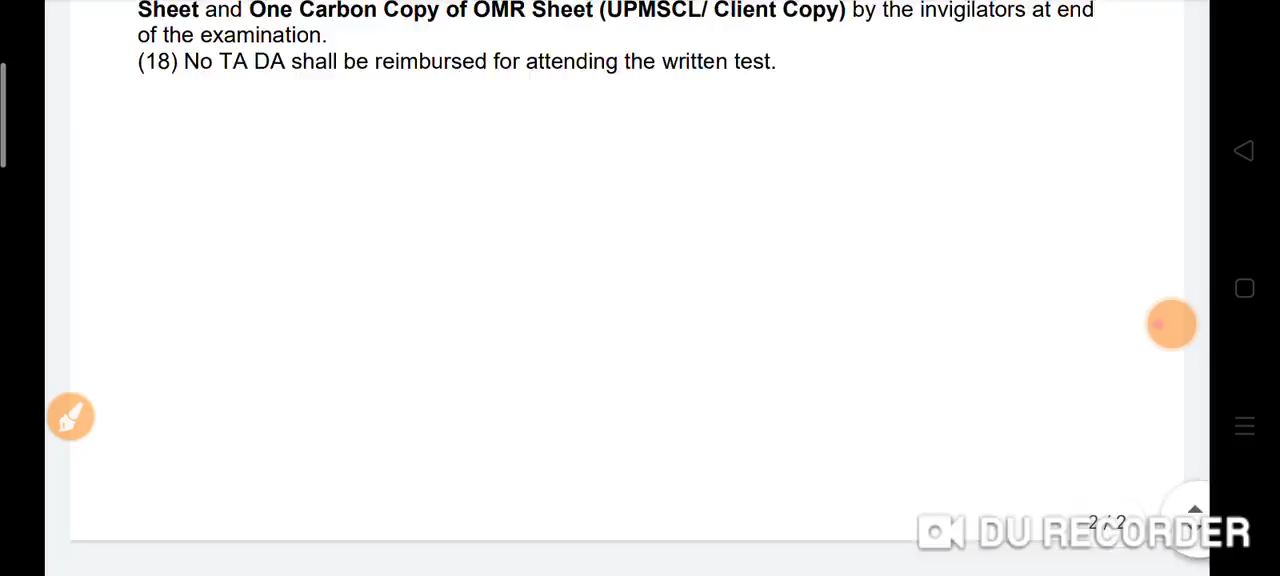 Sheet and One Carbon Copy of OMR Sheet (UPMSCL/ Client Copy) by the invigilators at end
of the examination.
(18) No TA DA shall be reimbursed for attending the written test.
2 / 2
DU RECORDER